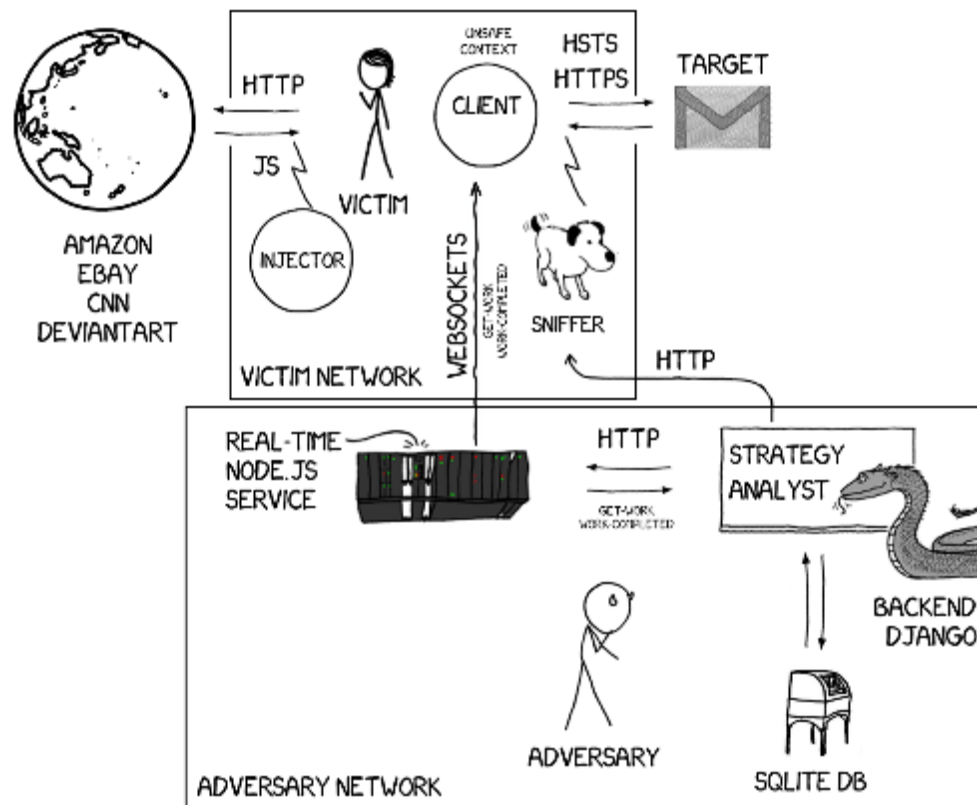 UNSAFE
CONTEXT
CLIENT
HSTS
HTTPS
TARGET
HTTP
JS
VICTIM
INJECTOR
AMAZON
EBAY
CNN
DEVIANTART
WEBSOCKETS
GET-WORK
WORK-COMPLETED
SNIFFER
VICTIM NETWORK
HTTP
REAL-TIME
NODE.JS
SERVICE
HTTP
GET-WORK
WORK-COMPLETED
STRATEGY
ANALYST
BACKEND
DJANGO
ADVERSARY
SQLITE DB
ADVERSARY NETWORK